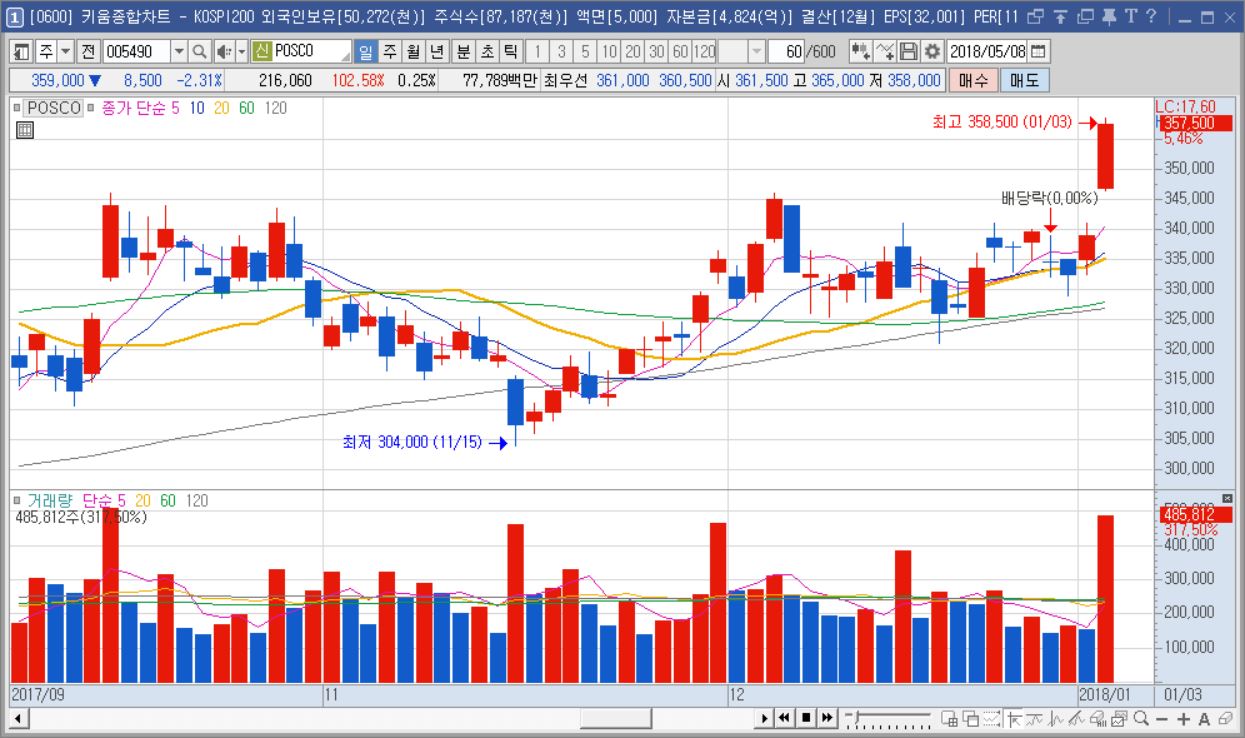 1 [0600] 키움종합차트 - KOSPI200 외국인보유[50,272(천)] 주식수[87,187(천)] 액면[5,000] 자본금[4,824(억)] 결산[12월] EPS[32,001] PER[11 T ?
주 전 005490 신 POSCO 일 주 월 년 분 초 틱 1 3 5 10 20 30 60 120 60 /600 2018/05/08
359,000 ▼ 8,500 -2.31% 216,060 102.58% 0.25% 77,789백만 최우선 361,000 360,500 시 361,500 고 365,000 저 358,000 매수 매도
POSCO 종가 단순 5 10 20 60 120
LC:17,60
최고 358,500 (01/03)
357,500
5,46%
350,000
배당락(0,00%)
345,000
340,000
335,000
330,000
325,000
320,000
315,000
310,000
최저 304,000 (11/15)
305,000
300,000
거래량 단순 5 20 60 120
485,812주(317,50%)
485,812
317,50%
400,000
300,000
200,000
100,000
2017/09 11 12 2018/01 01/03
A